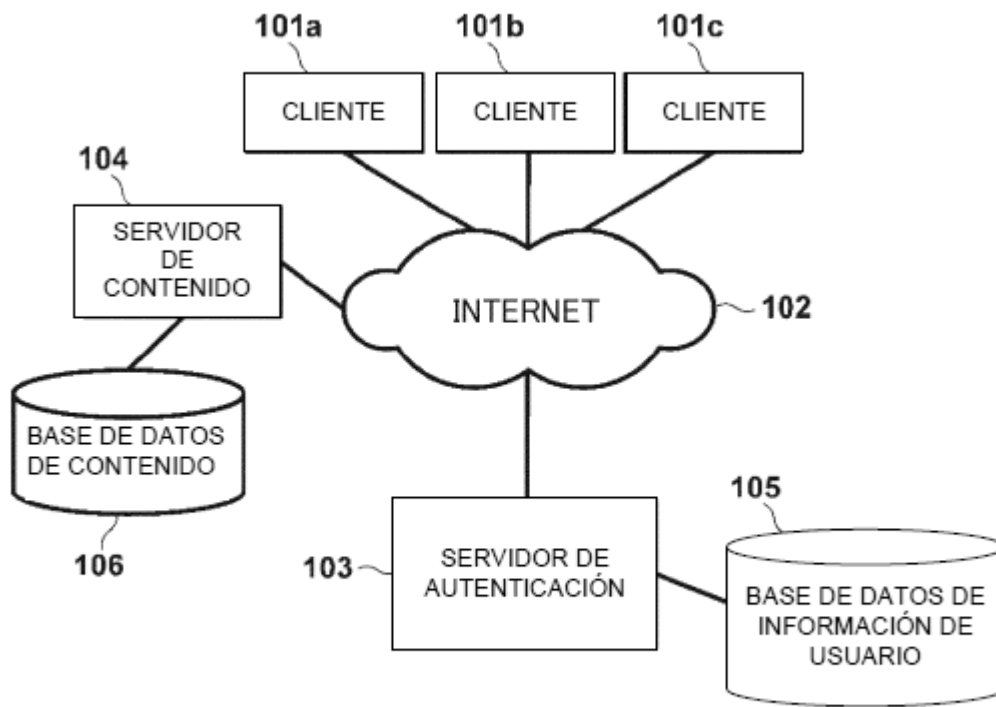 101a
101b
101c
CLIENTE
CLIENTE
CLIENTE
104
SERVIDOR
DE
CONTENIDO
INTERNET
102
BASE DE DATOS
DE CONTENIDO
106
103
SERVIDOR DE
AUTENTICACIÓN
105
BASE DE DATOS DE
INFORMACIÓN DE
USUARIO